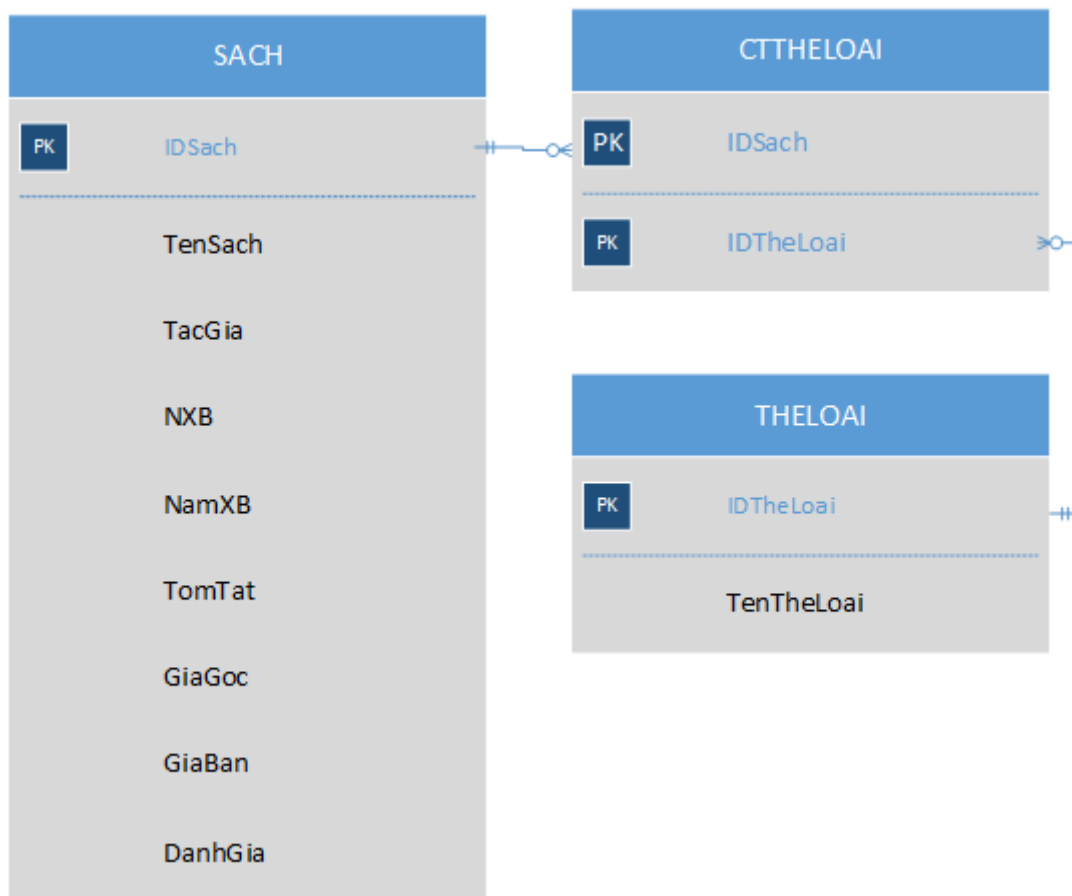 SACH
PK IDSach
TenSach
TacGia
NXB
NamXB
TomTat
GiaGoc
GiaBan
DanhGia
CTTHELOAI
PK IDSach
PK IDTheLoai
THELOAI
PK IDTheLoai
TenTheLoai